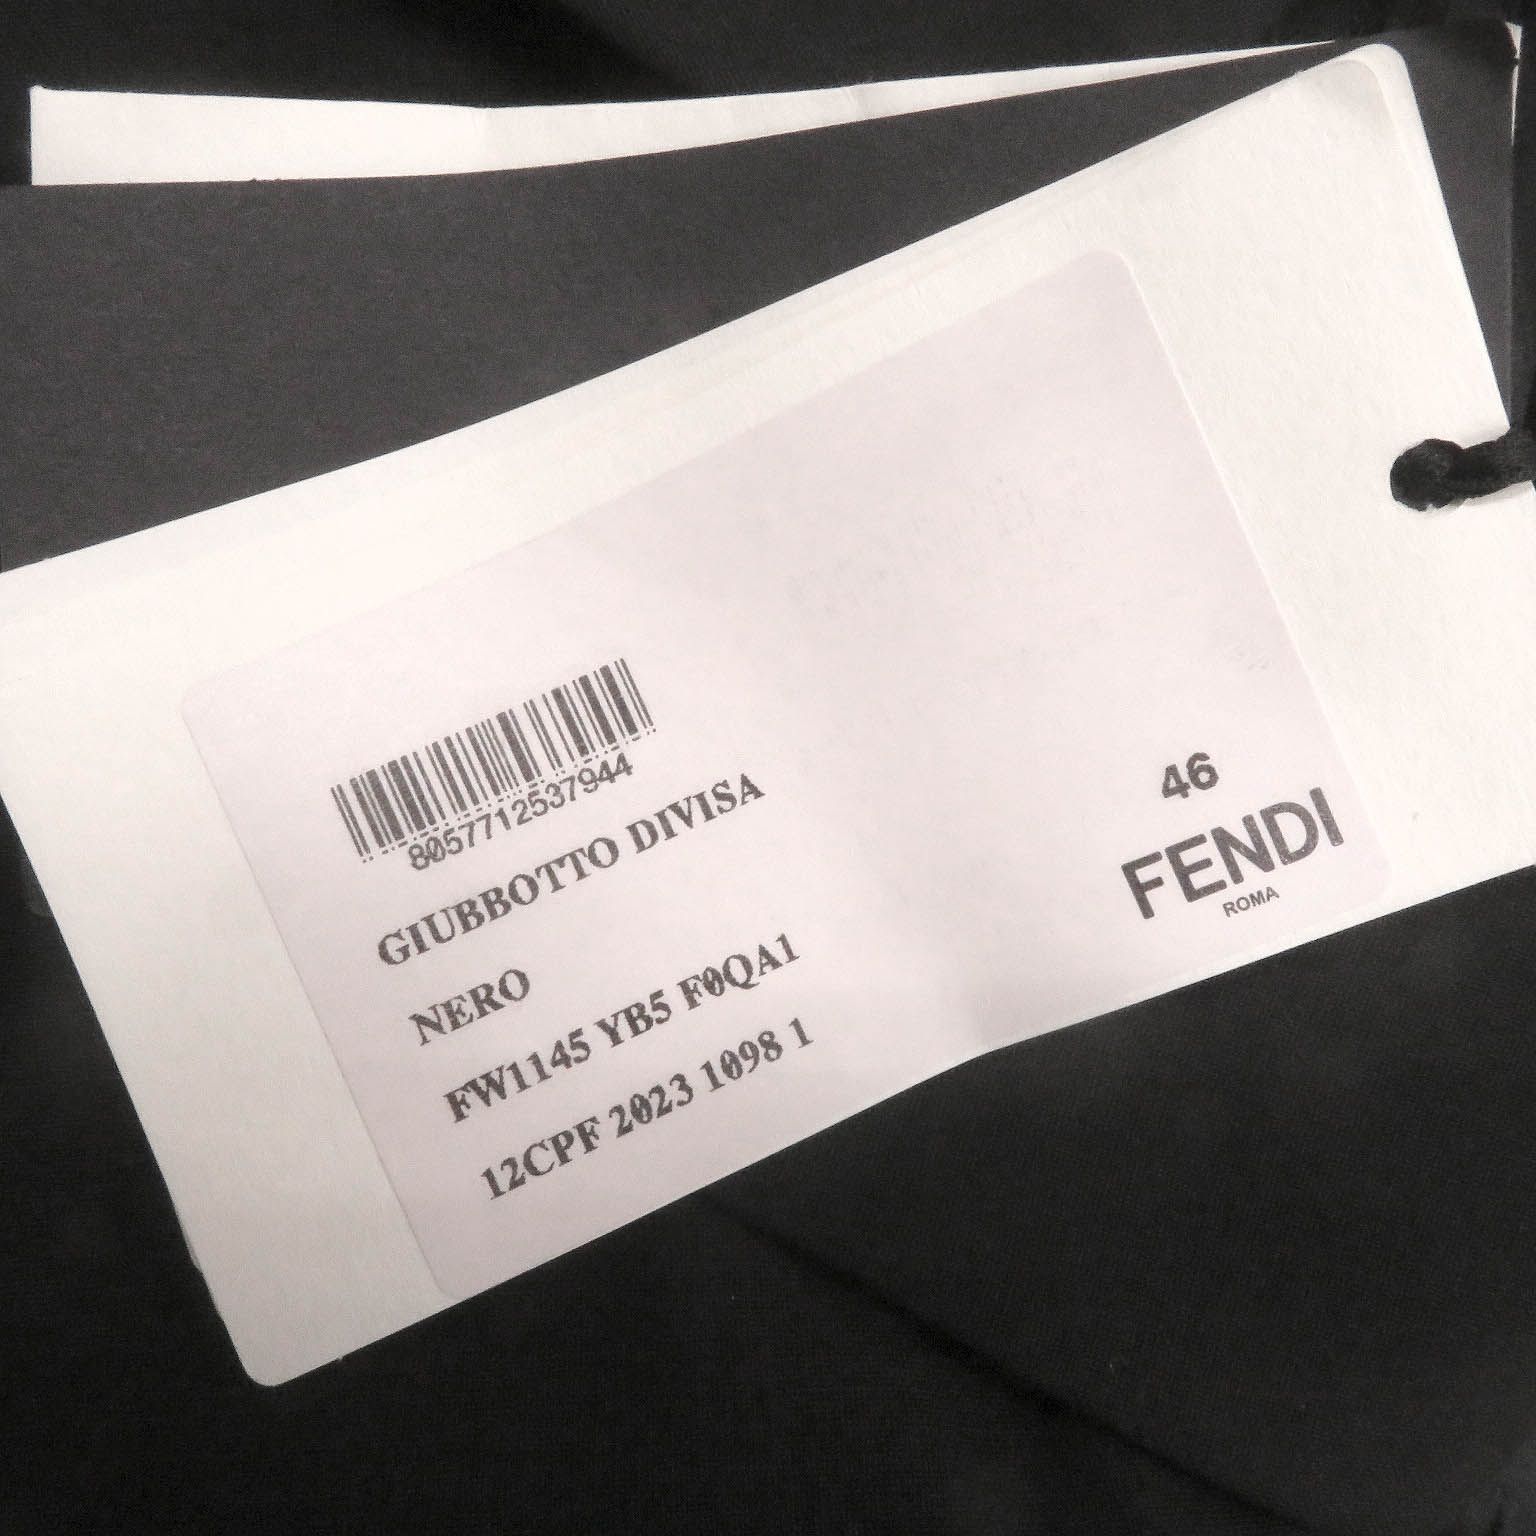 8057712537944
GIUBBOTTO DIVISA
NERO
FW1145 YB5 F0QA1
12CPF 2023 1098 1
46
FENDI
ROMA